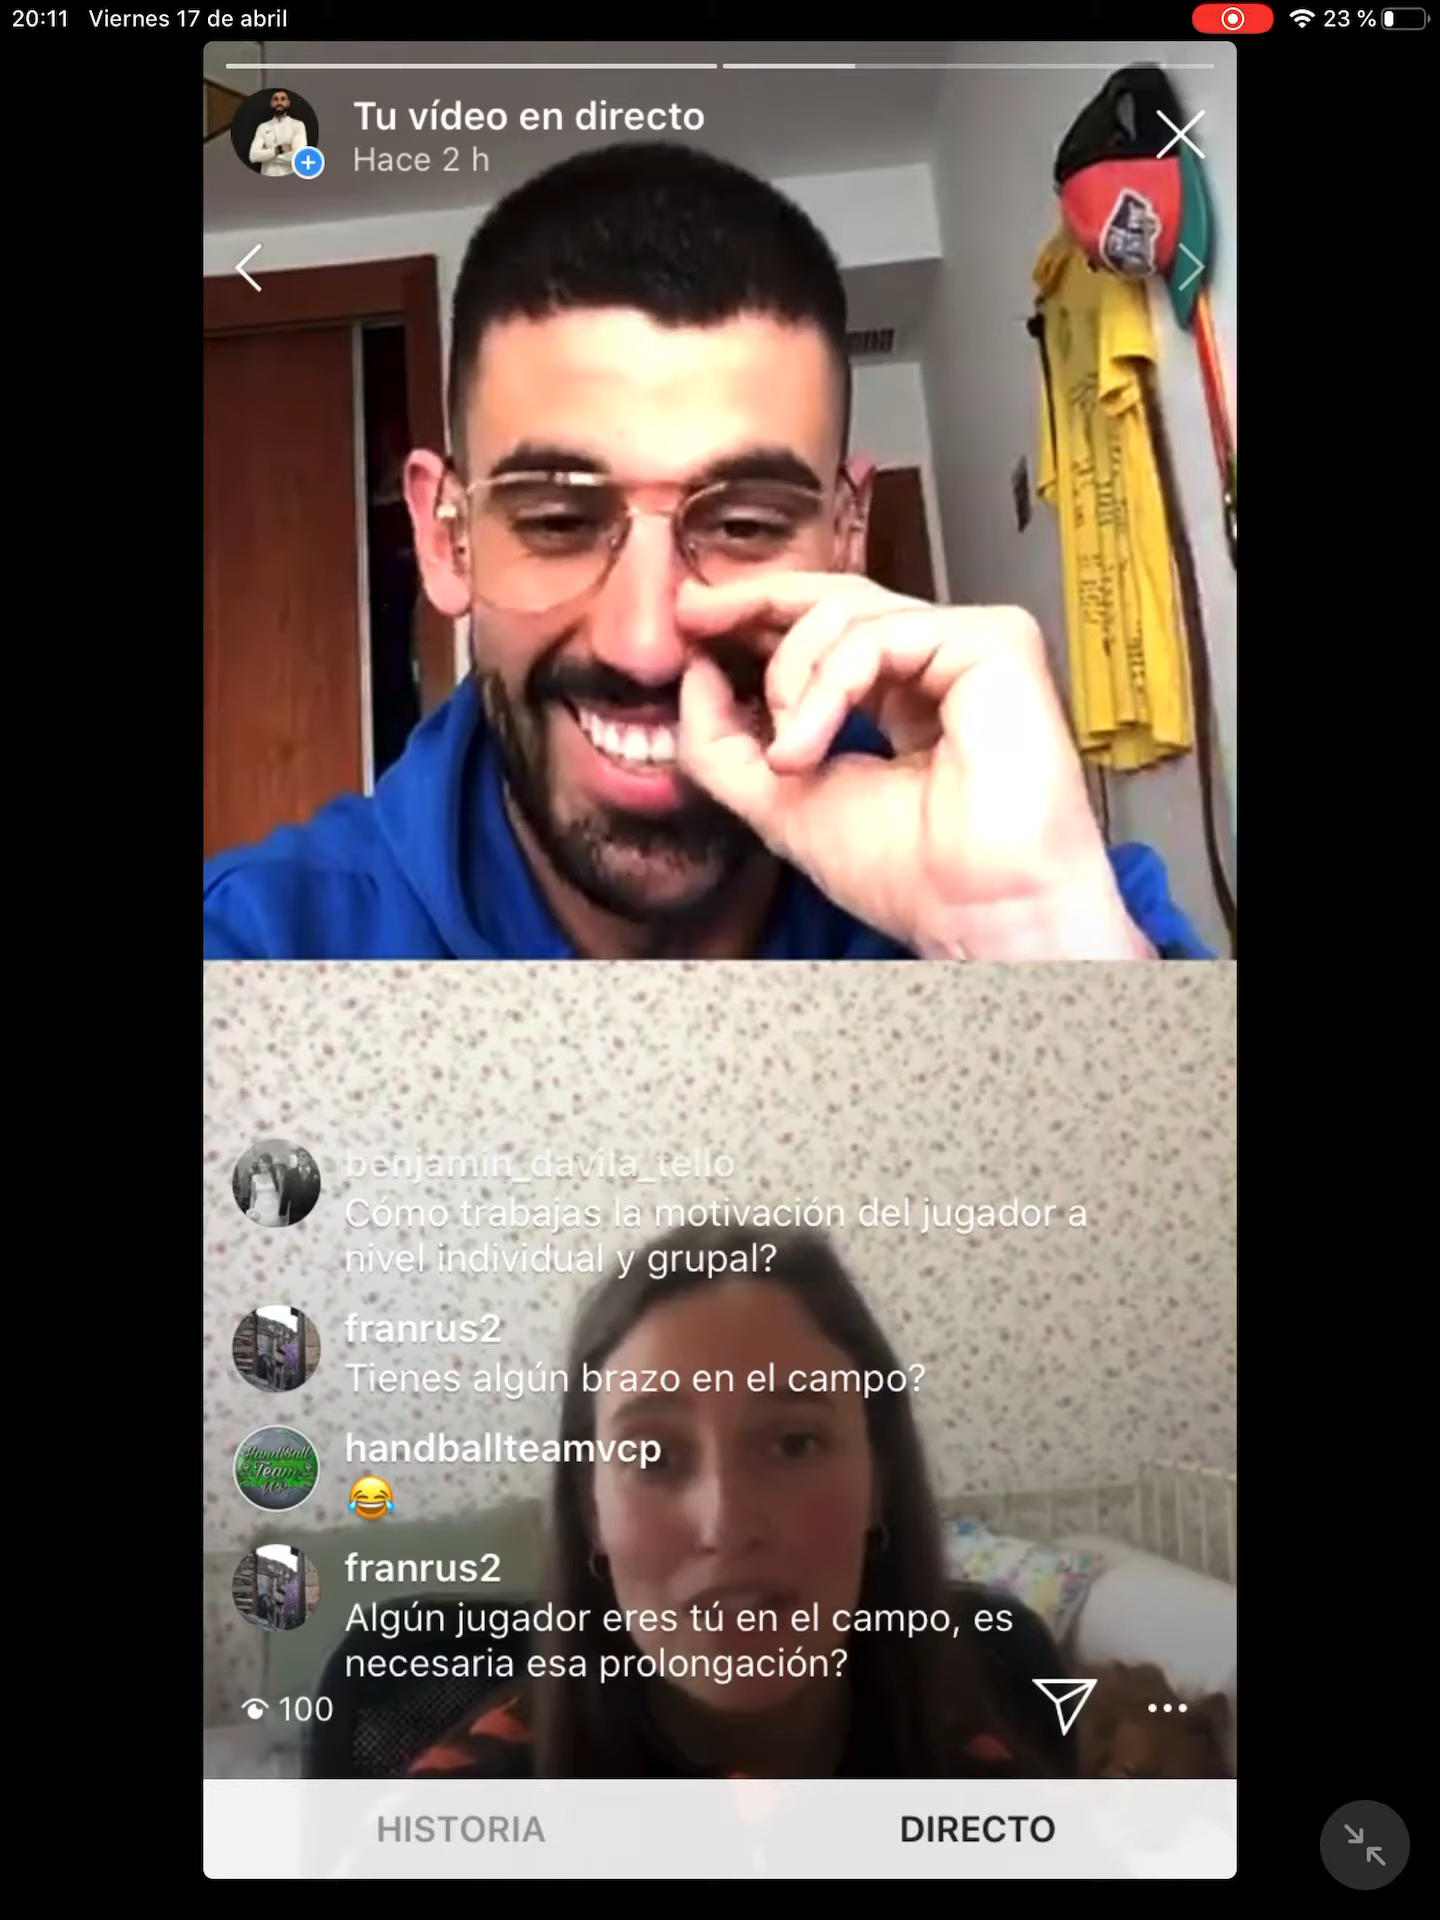 20:11 Viernes 17 de abril
23 %
Tu vídeo en directo
Hace 2 h
benjamin_davila_tello
Cómo trabajas la motivación del jugador a
nivel individual y grupal?
franrus2
Tienes algún brazo en el campo?
HandBall
Team
handballteamvcp
😂
franrus2
Algún jugador eres tú en el campo, es
necesaria esa prolongación?
100
HISTORIA
DIRECTO